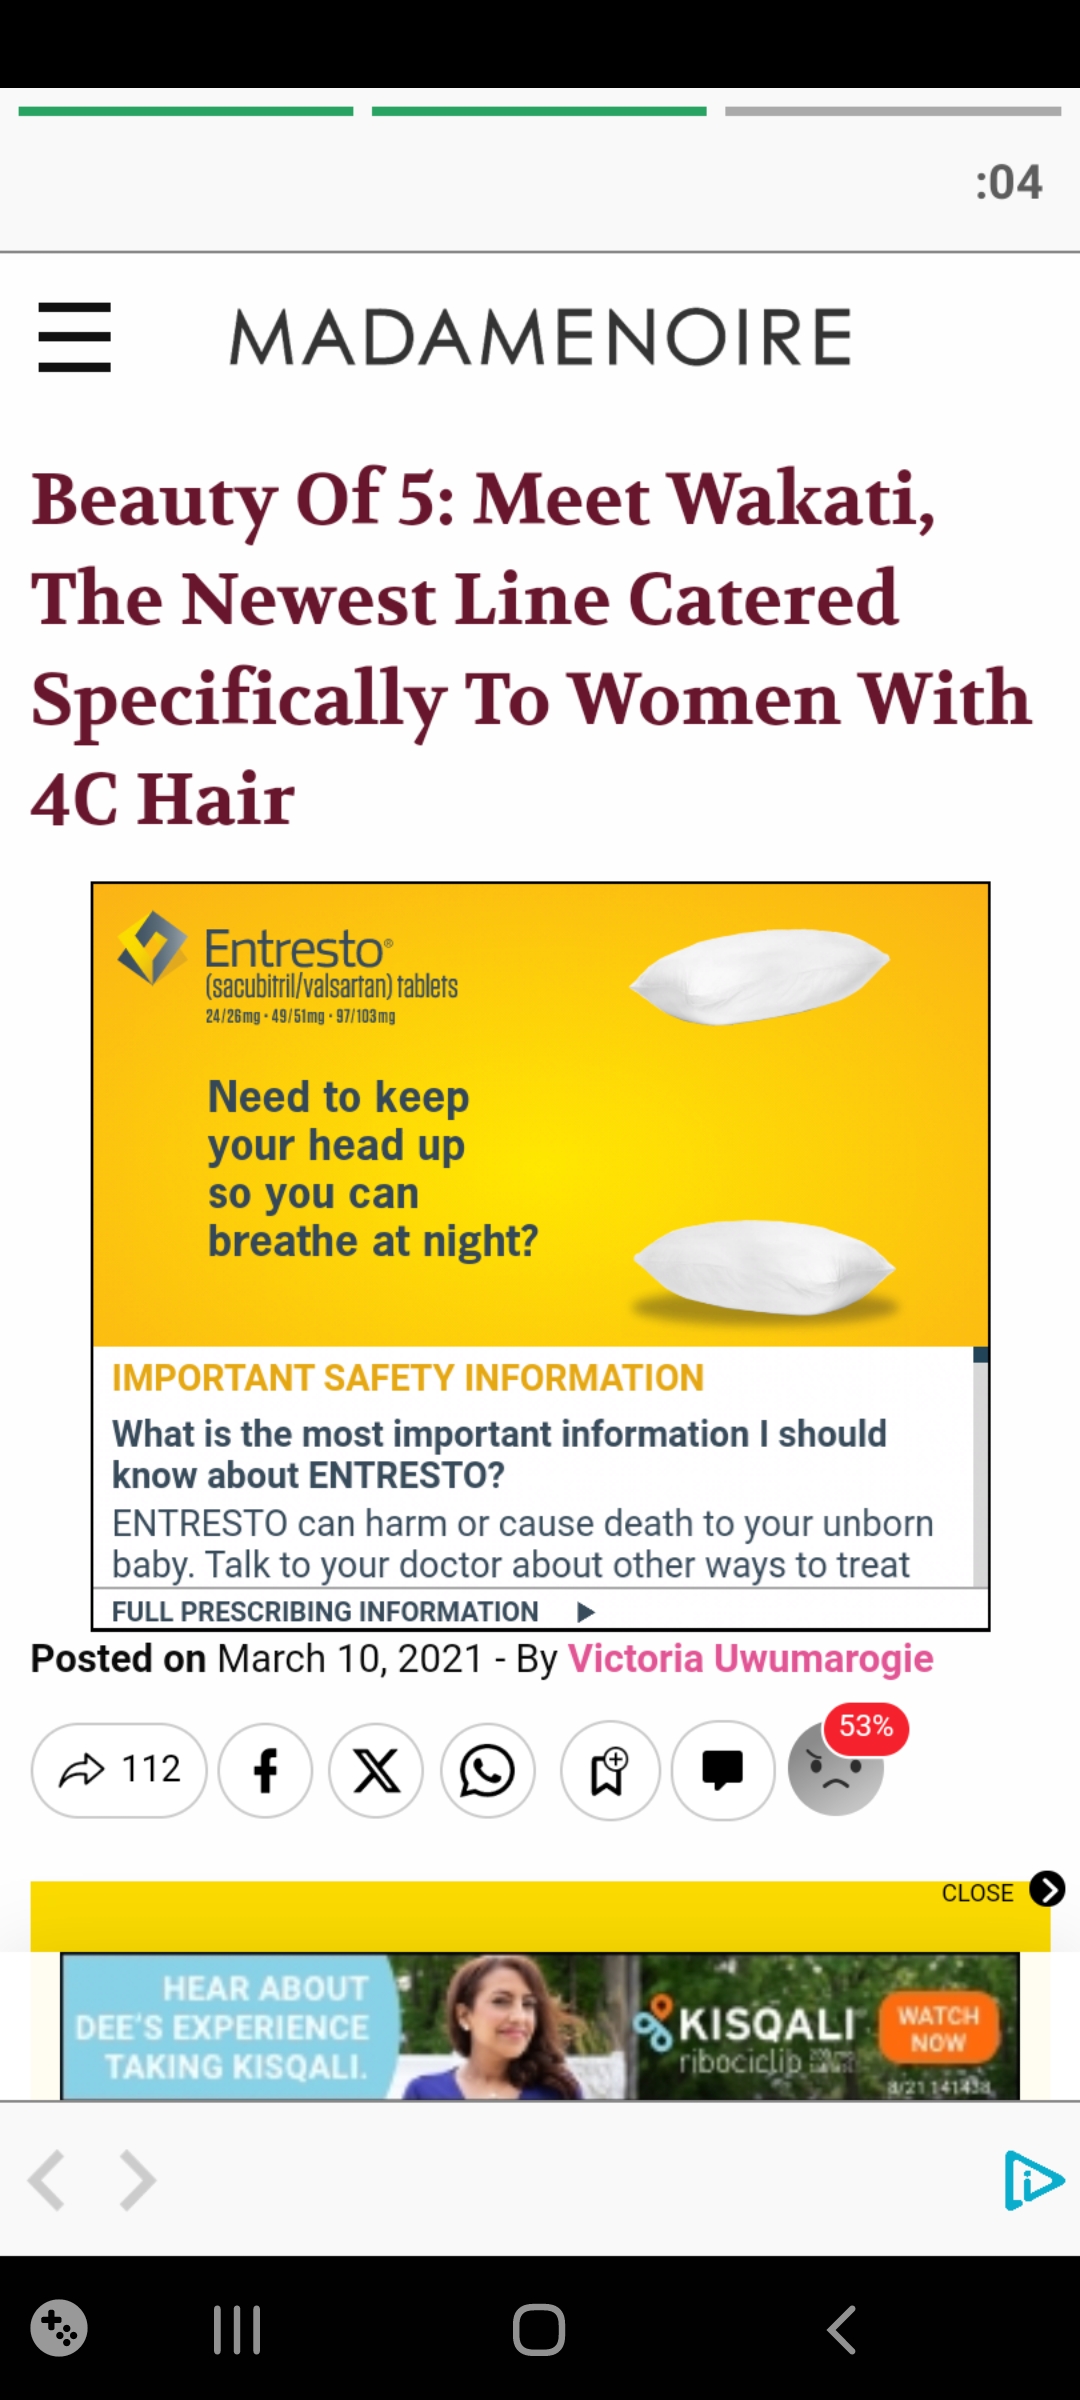 :04
MADAMENOIRE
Beauty Of 5: Meet Wakati,
The Newest Line Catered
Specifically To Women With
4C Hair
Entresto®
(sacubitril/valsartan) tablets
24/26mg · 49/51mg · 97/103mg
Need to keep
your head up
so you can
breathe at night?
IMPORTANT SAFETY INFORMATION
What is the most important information I should
know about ENTRESTO?
ENTRESTO can harm or cause death to your unborn
baby. Talk to your doctor about other ways to treat
FULL PRESCRIBING INFORMATION
Posted on March 10, 2021 - By Victoria Uwumarogie
112
53%
CLOSE
HEAR ABOUT
DEE'S EXPERIENCE
TAKING KISQALI.
KISQALI
ribociclib
WATCH
NOW
8/21 141438